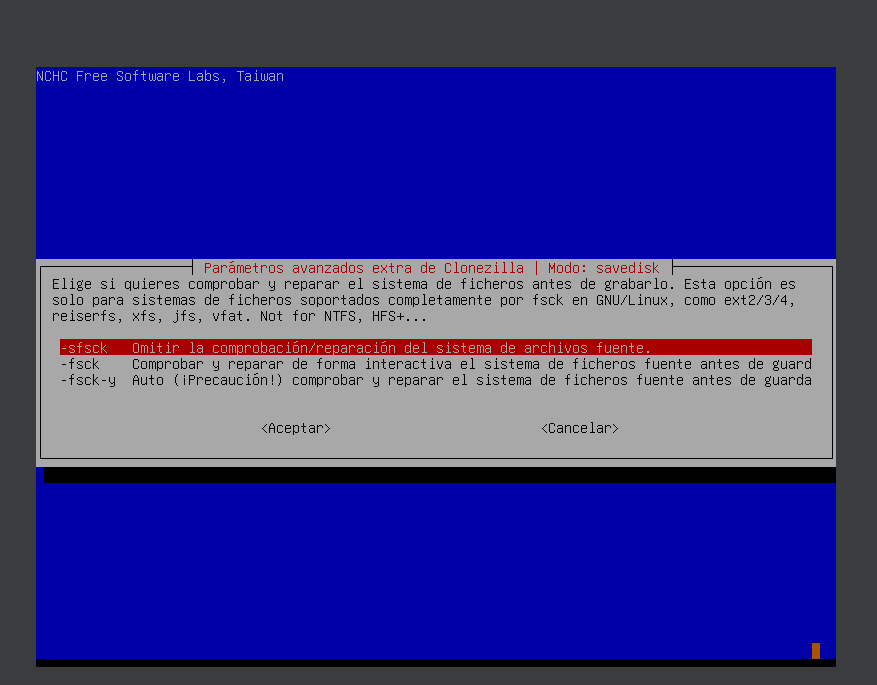 NCHC Free Software Labs, Taiwan
Parámetros avanzados extra de Clonezilla | Modo: savedisk
Elige si quieres comprobar y reparar el sistema de ficheros antes de grabarlo. Esta opción es
solo para sistemas de ficheros soportados completamente por fsck en GNU/Linux, como ext2/3/4,
reiserfs, xfs, jfs, vfat. Not for NTFS, HFS+...
-sfsck Omitir la comprobación/reparación del sistema de archivos fuente.
-fsck Comprobar y reparar de forma interactiva el sistema de ficheros fuente antes de guard
-fsck-y Auto (¡Precaución!) comprobar y reparar el sistema de ficheros fuente antes de guarda
<Aceptar> <Cancelar>